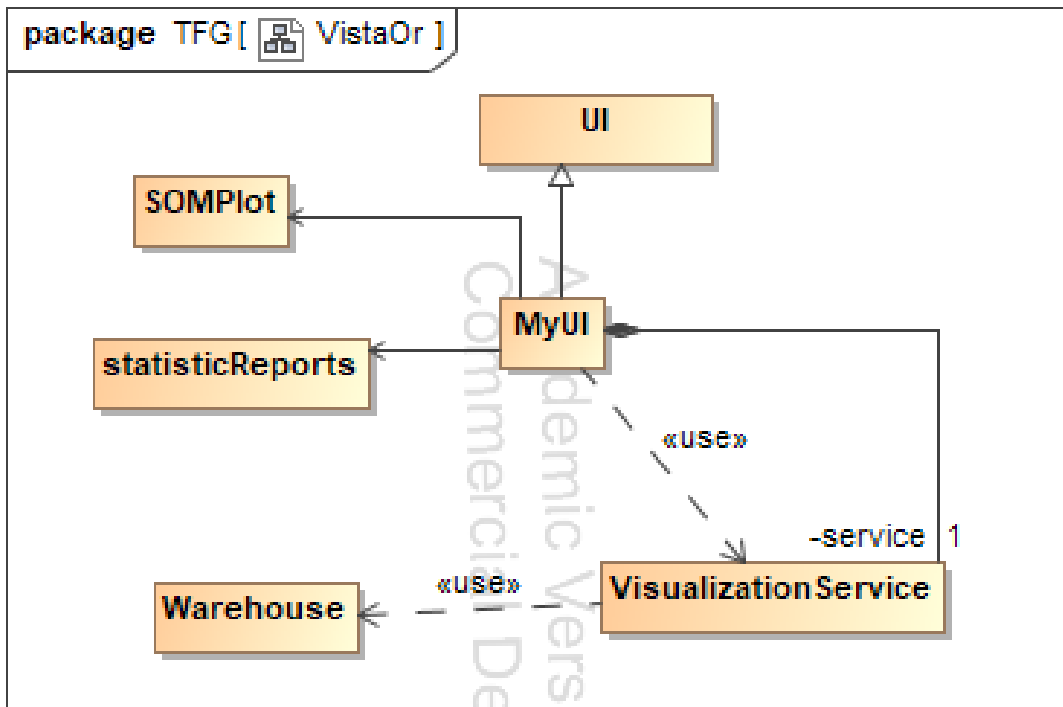 package TFG [ VistaOr ]
UI
SOMPlot
MyUI
statisticReports
«use»
-service 1
«use»
VisualizationService
Warehouse
Academic Vers
Commercial De